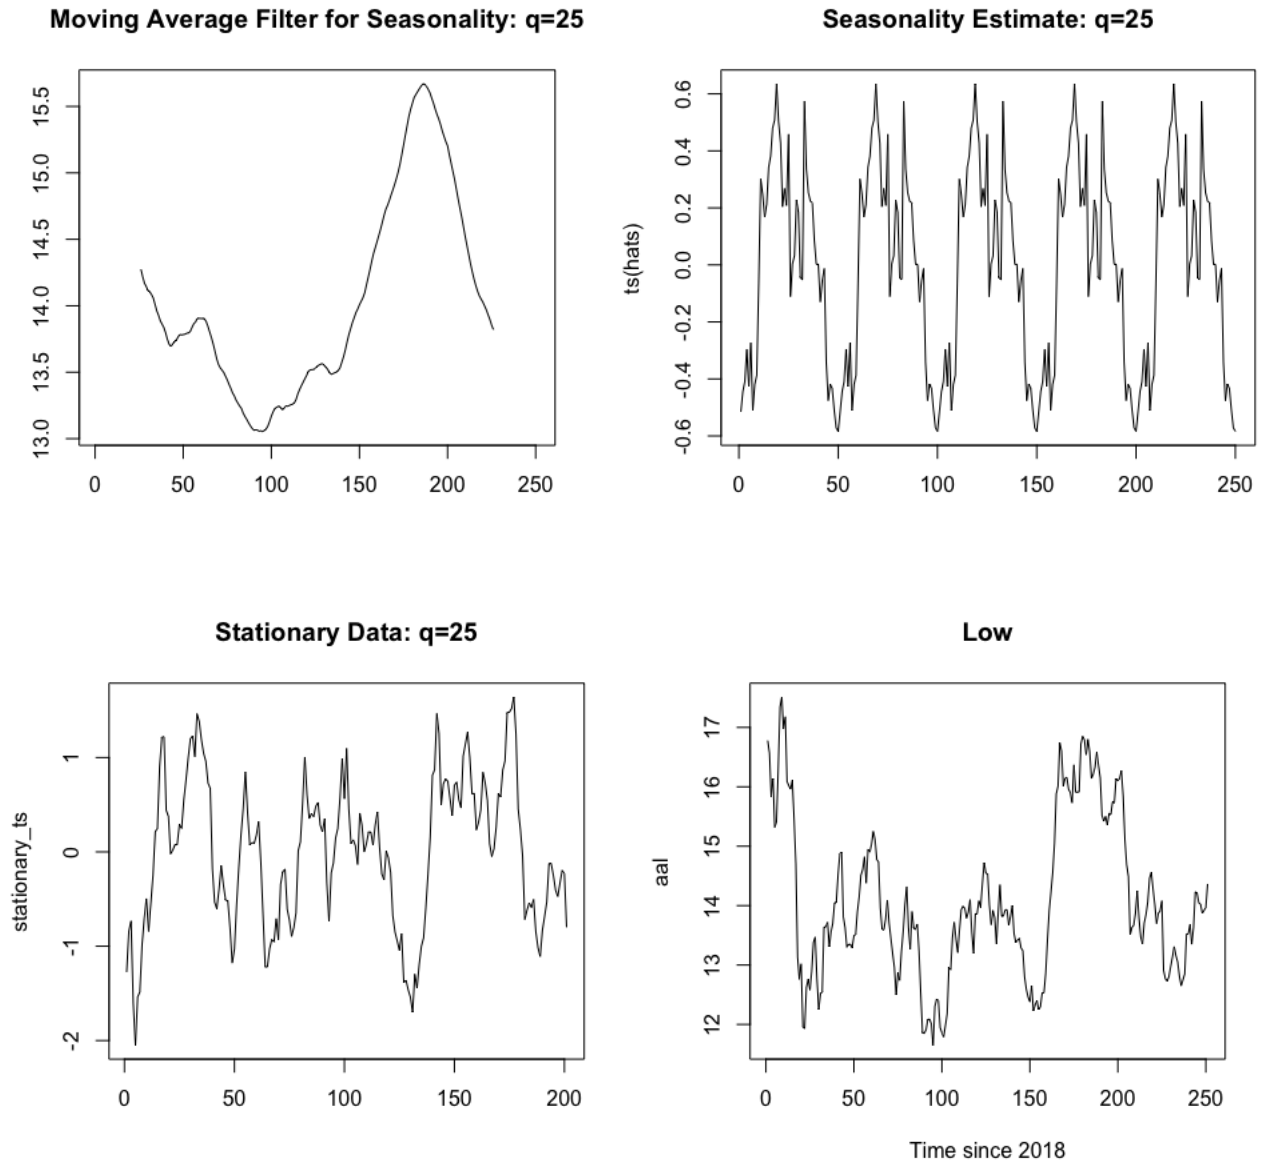 Moving Average Filter for Seasonality: q=25
15.5
15.0
14.5
14.0
13.5
13.0
0 50 100 150 200 250
Seasonality Estimate: q=25
ts(hats)
0.6
0.4
0.2
0.0
-0.2
-0.4
-0.6
0 50 100 150 200 250
Stationary Data: q=25
stationary_ts
1
0
-1
-2
0 50 100 150 200
Low
aal
17
16
15
14
13
12
0 50 100 150 200 250
Time since 2018